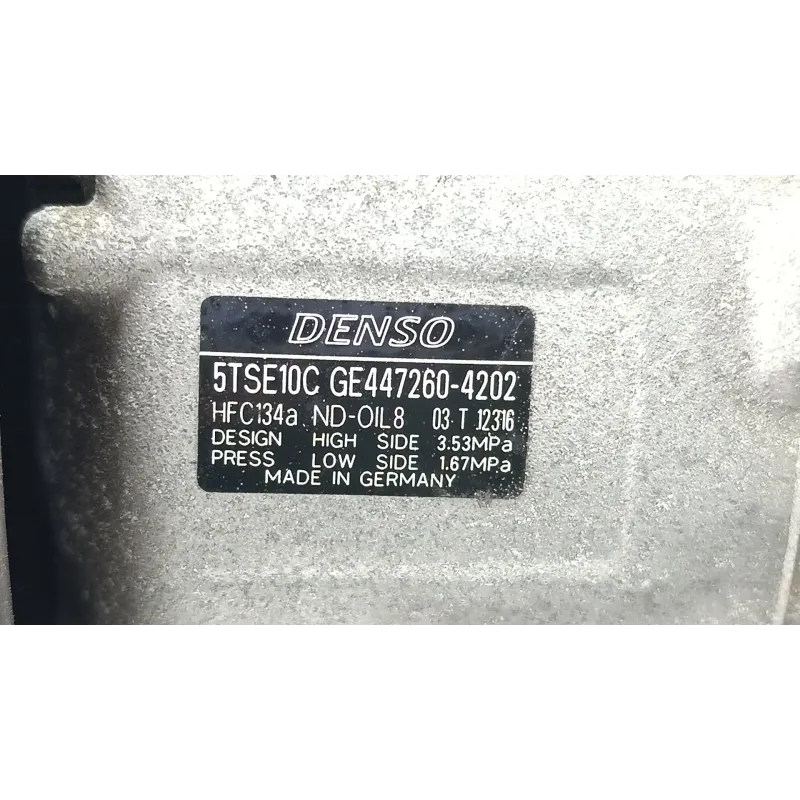 DENSO
5TSE10C GE447260-4202
HFC134a ND-OIL8 03 T 12316
DESIGN HIGH SIDE 3.53MPa
PRESS LOW SIDE 1.67MPa
MADE IN GERMANY